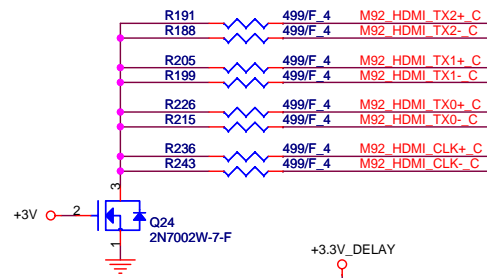 R191 499/F_4 M92_HDMI_TX2+_C
R188 499/F_4 M92_HDMI_TX2-_C
R205 499/F_4 M92_HDMI_TX1+_C
R199 499/F_4 M92_HDMI_TX1-_C
R226 499/F_4 M92_HDMI_TX0+_C
R215 499/F_4 M92_HDMI_TX0-_C
R236 499/F_4 M92_HDMI_CLK+_C
R243 499/F_4 M92_HDMI_CLK-_C
3
+3V 2
Q24
2N7002W-7-F
1
+3.3V_DELAY